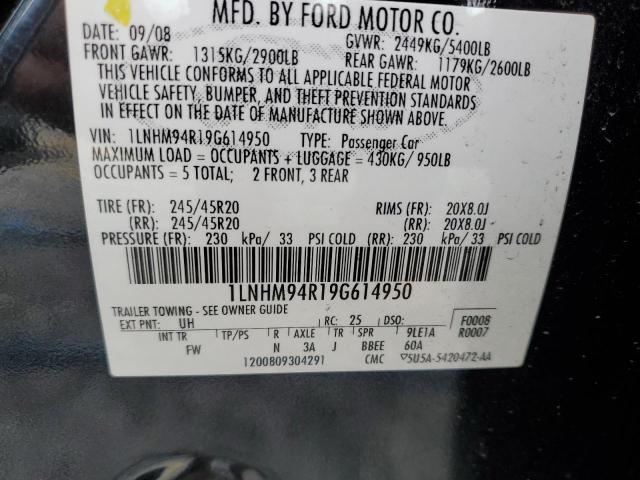 MFD. BY FORD MOTOR CO.
DATE: 09/08 GVWR: 2449KG/5400LB
FRONT GAWR: 1315KG/2900LB REAR GAWR: 1179KG/2600LB
THIS VEHICLE CONFORMS TO ALL APPLICABLE FEDERAL MOTOR
VEHICLE SAFETY, BUMPER, AND THEFT PREVENTION STANDARDS
IN EFFECT ON THE DATE OF MANUFACTURE SHOWN ABOVE.
VIN: 1LNHM94R19G614950 TYPE: Passenger Car
MAXIMUM LOAD = OCCUPANTS + LUGGAGE = 430KG/ 950LB
OCCUPANTS = 5 TOTAL; 2 FRONT, 3 REAR
TIRE (FR): 245/45R20 RIMS (FR): 20X8.0J
(RR): 245/45R20 (RR): 20X8.0J
PRESSURE (FR): 230 kPa/ 33 PSI COLD (RR): 230 kPa/ 33 PSI COLD
1LNHM94R19G614950
TRAILER TOWING - SEE OWNER GUIDE
EXT PNT: UH RC: 25 DSO: F0008
INT TR TP/PS R AXLE TR SPR 9LE1A R0007
FW N 3A J BBEE 60A
1200809304291 CMC ▽5U5A-5420472-AA